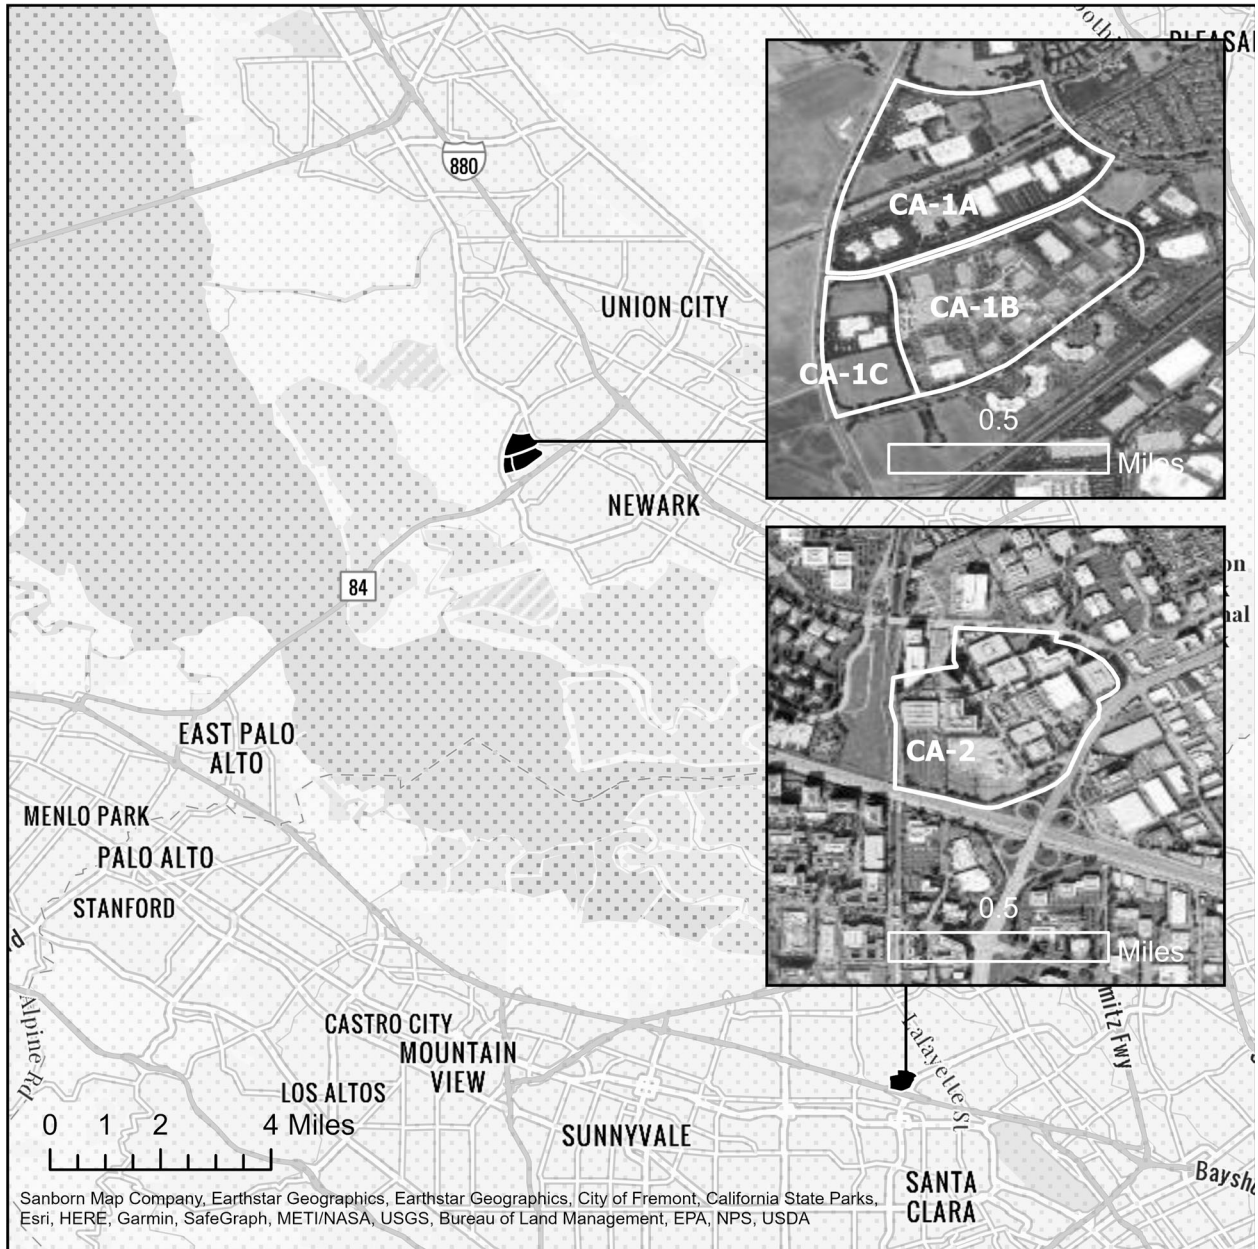 PLEASA
880
CA-1A
UNION CITY
CA-1B
CA-1C
0.5
Miles
NEWARK
84
on
nal
EAST PALO
ALTO
CA-2
MENLO PARK
PALO ALTO
STANFORD
0.5
Miles
Alpine Rd
CASTRO CITY
MOUNTAIN
VIEW
mitz Fwy
Lafayette St
LOS ALTOS
0 1 2 4 Miles
SUNNYVALE
SANTA
CLARA
Baysh
Sanborn Map Company, Earthstar Geographics, Earthstar Geographics, City of Fremont, California State Parks,
Esri, HERE, Garmin, SafeGraph, METI/NASA, USGS, Bureau of Land Management, EPA, NPS, USDA